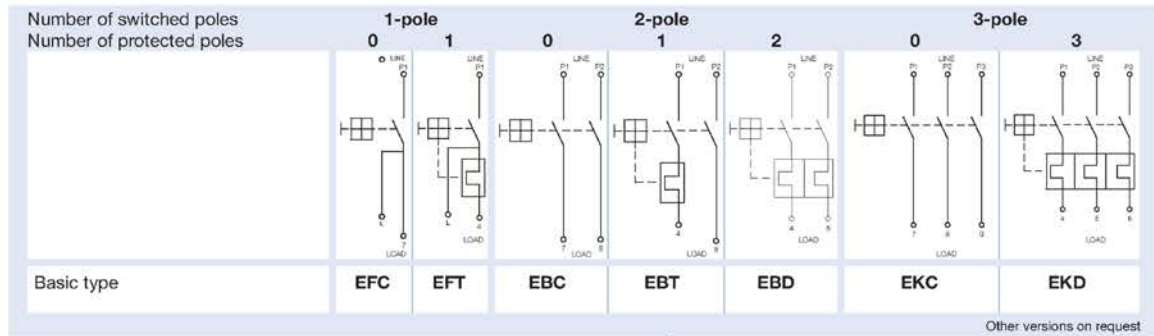 Number of switched poles 1-pole 2-pole 3-pole
Number of protected poles 0 1 0 1 2 0 3
LINE LINE LINE LINE LINE LINE LINE
P1 P1 P1 P2 P1 P2 P1 P2 P1 P2 P3 P1 P2 P3
L L 4 4 4 6 4 5 6
7 7 8 7 8 9
LOAD LOAD LOAD LOAD LOAD LOAD LOAD
Basic type EFC EFT EBC EBT EBD EKC EKD
Other versions on request